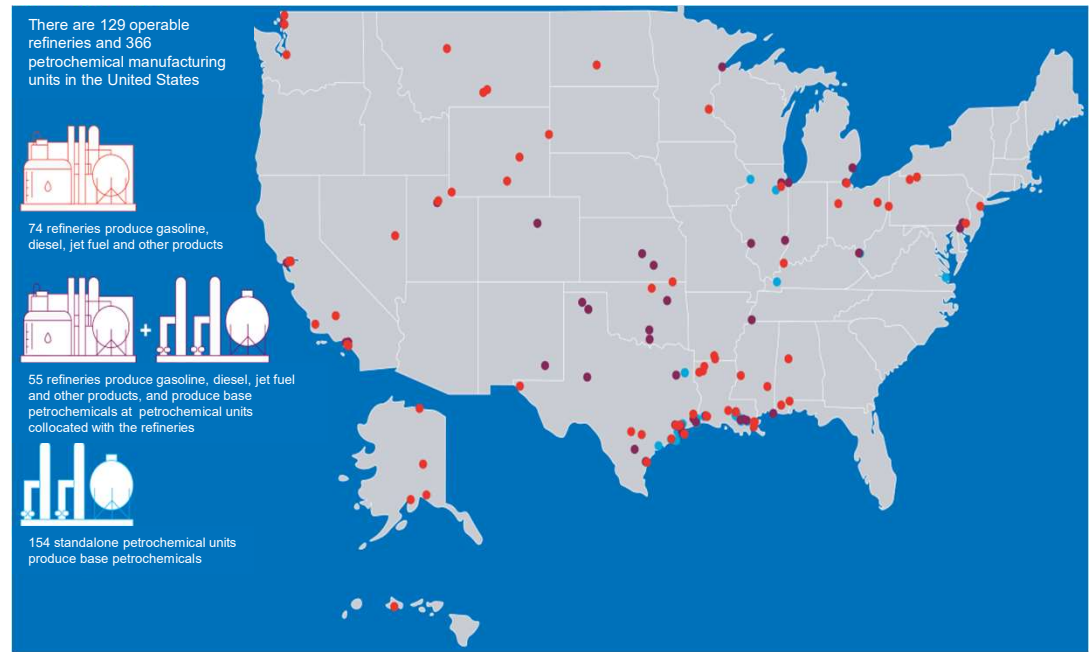 There are 129 operable
refineries and 366
petrochemical manufacturing
units in the United States
74 refineries produce gasoline,
diesel, jet fuel and other products
+
55 refineries produce gasoline, diesel, jet fuel
and other products, and produce base
petrochemicals at petrochemical units
collocated with the refineries
154 standalone petrochemical units
produce base petrochemicals